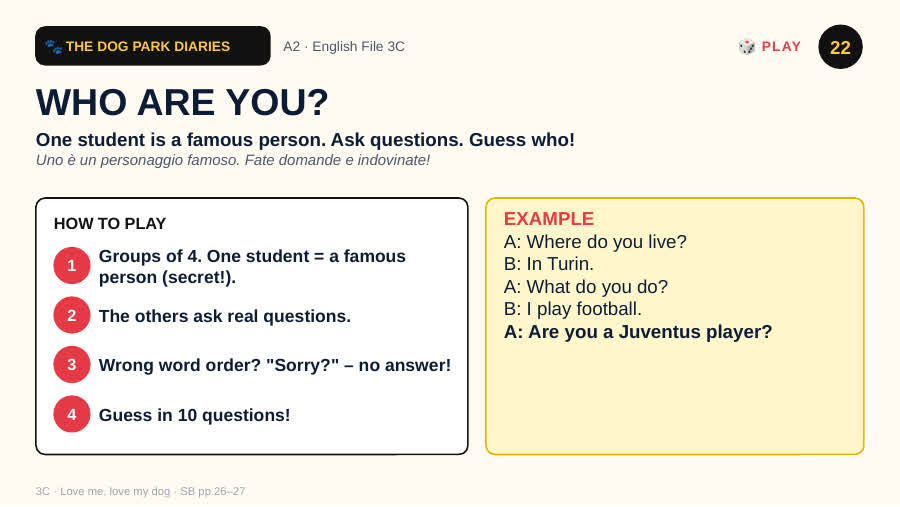 🐾 THE DOG PARK DIARIES
A2 · English File 3C
🎲 PLAY
22
WHO ARE YOU?
One student is a famous person. Ask questions. Guess who!
Uno è un personaggio famoso. Fate domande e indovinate!
HOW TO PLAY
1 Groups of 4. One student = a famous
person (secret!).
2 The others ask real questions.
3 Wrong word order? "Sorry?" – no answer!
4 Guess in 10 questions!
EXAMPLE
A: Where do you live?
B: In Turin.
A: What do you do?
B: I play football.
A: Are you a Juventus player?
3C · Love me, love my dog · SB pp.26–27